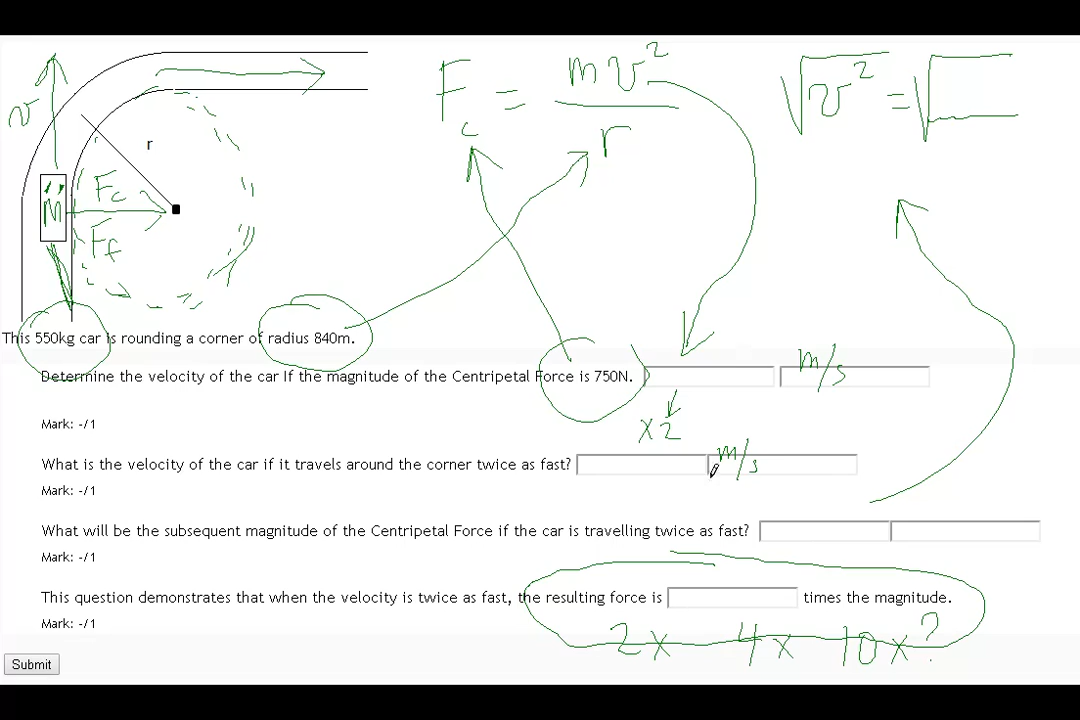 v
r
M
Fc
Ff
Fc = mv²
r
√v² = √
This 550kg car is rounding a corner of radius 840m.
Determine the velocity of the car If the magnitude of the Centripetal Force is 750N. m/s
Mark: -/1
x2
What is the velocity of the car if it travels around the corner twice as fast? m/s
Mark: -/1
What will be the subsequent magnitude of the Centripetal Force if the car is travelling twice as fast?
Mark: -/1
This question demonstrates that when the velocity is twice as fast, the resulting force is times the magnitude.
Mark: -/1
2x 4x 10x?
Submit